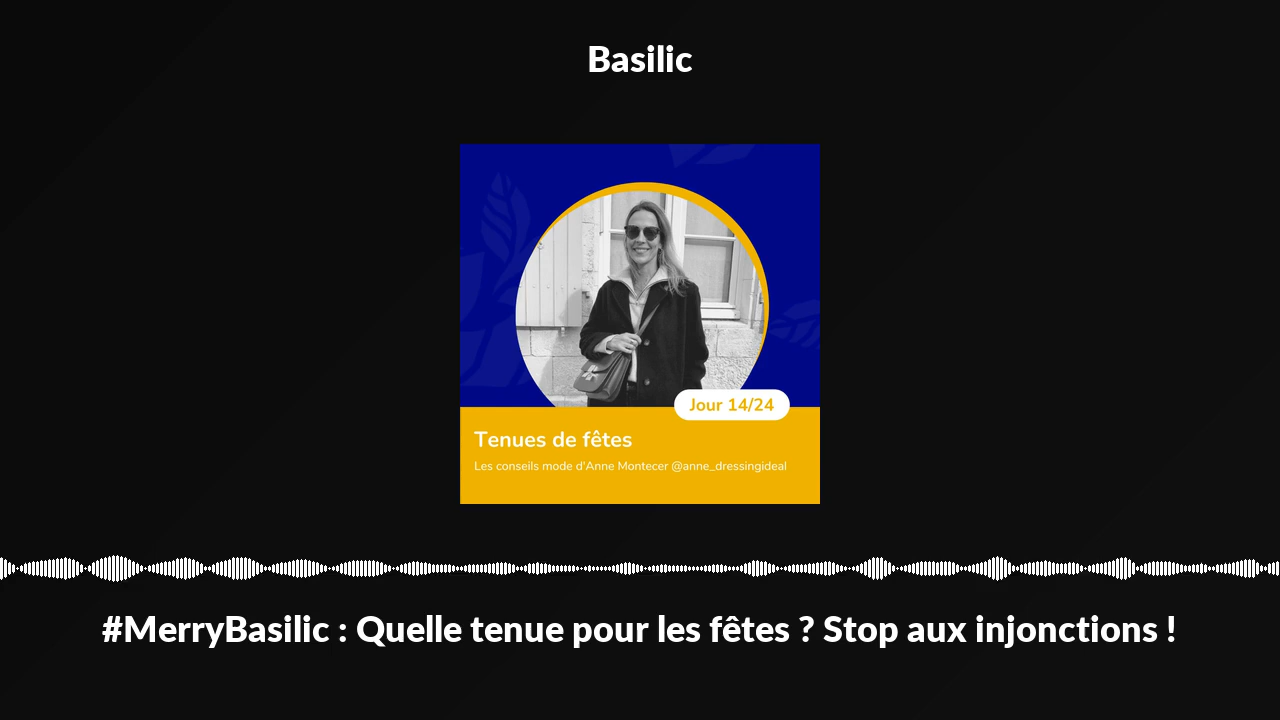 Basilic
Jour 14/24
Tenues de fêtes
Les conseils mode d'Anne Montecer @anne_dressingideal
#MerryBasilic : Quelle tenue pour les fêtes ? Stop aux injonctions !